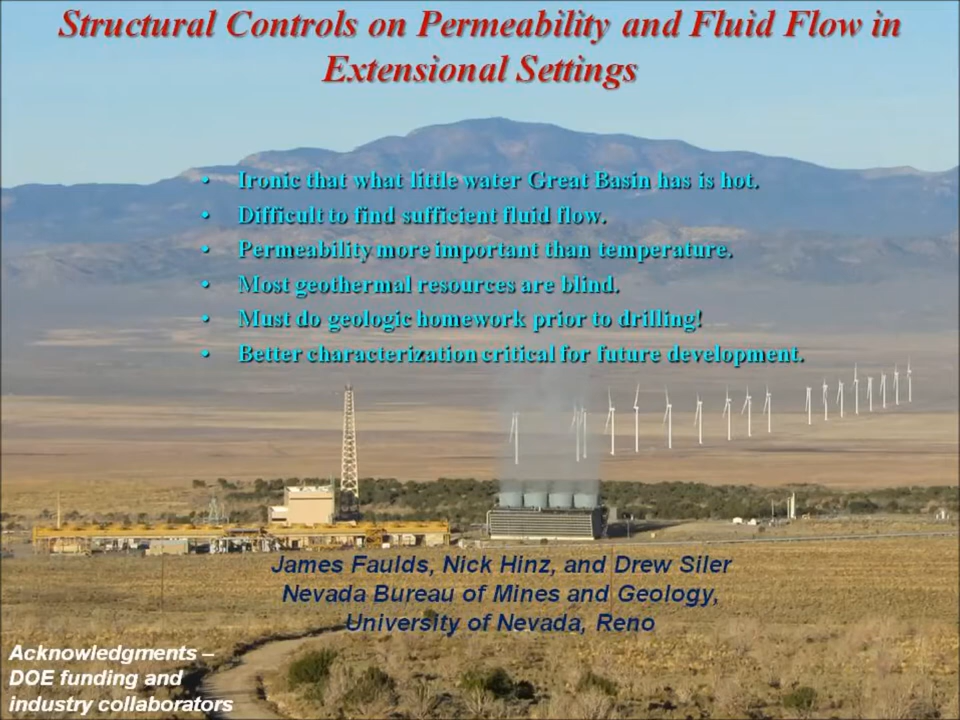 Structural Controls on Permeability and Fluid Flow in
Extensional Settings
• Ironic that what little water Great Basin has is hot.
• Difficult to find sufficient fluid flow.
• Permeability more important than temperature.
• Most geothermal resources are blind.
• Must do geologic homework prior to drilling!
• Better characterization critical for future development.
James Faulds, Nick Hinz, and Drew Siler
Nevada Bureau of Mines and Geology,
University of Nevada, Reno
Acknowledgments –
DOE funding and
industry collaborators